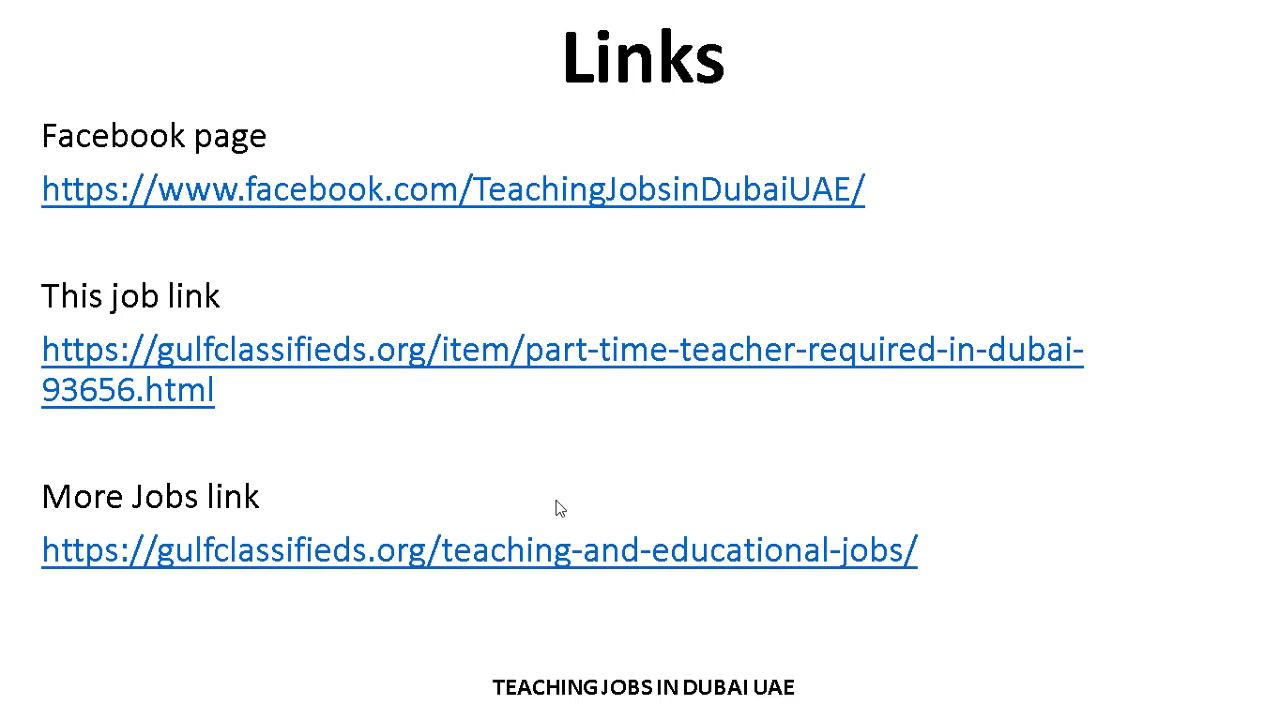 Links
Facebook page
https://www.facebook.com/TeachingJobsinDubaiUAE/
This job link
https://gulfclassifieds.org/item/part-time-teacher-required-in-dubai-
93656.html
More Jobs link
https://gulfclassifieds.org/teaching-and-educational-jobs/
TEACHING JOBS IN DUBAI UAE